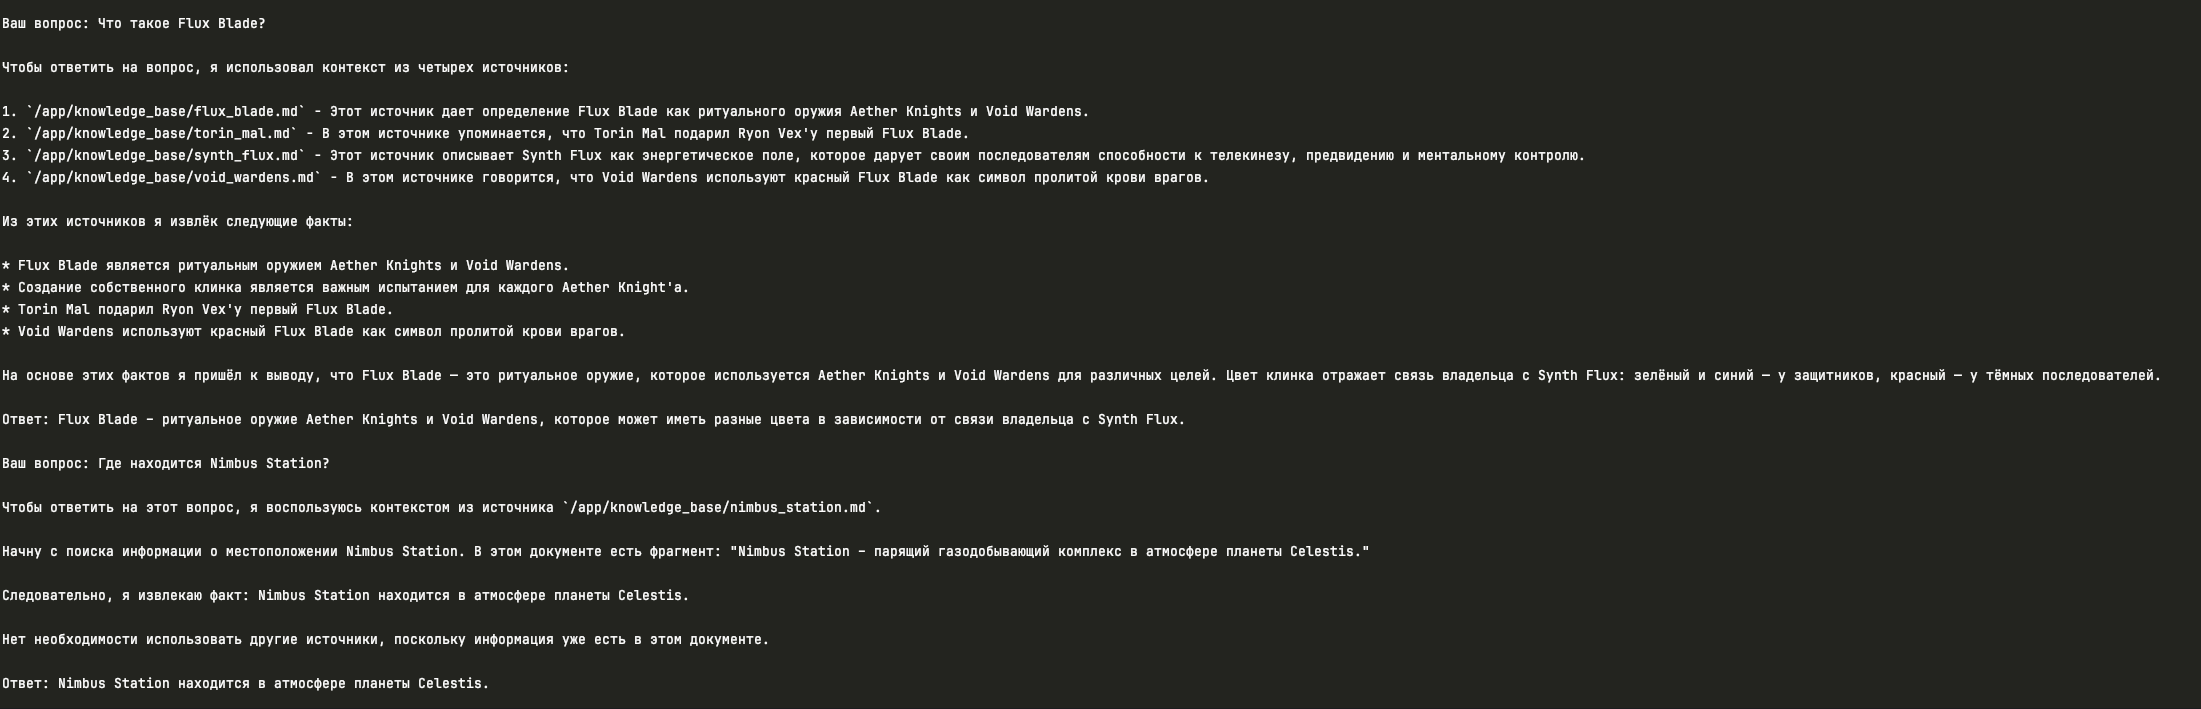 Ваш вопрос: Что такое Flux Blade?
Чтобы ответить на вопрос, я использовал контекст из четырех источников:
1. `/app/knowledge_base/flux_blade.md` - Этот источник дает определение Flux Blade как ритуального оружия Aether Knights и Void Wardens.
2. `/app/knowledge_base/torin_mal.md` - В этом источнике упоминается, что Torin Mal подарил Ryon Vex'у первый Flux Blade.
3. `/app/knowledge_base/synth_flux.md` - Этот источник описывает Synth Flux как энергетическое поле, которое дарует своим последователям способности к телекинезу, предвидению и ментальному контролю.
4. `/app/knowledge_base/void_wardens.md` - В этом источнике говорится, что Void Wardens используют красный Flux Blade как символ пролитой крови врагов.
Из этих источников я извлёк следующие факты:
* Flux Blade является ритуальным оружием Aether Knights и Void Wardens.
* Создание собственного клинка является важным испытанием для каждого Aether Knight'а.
* Torin Mal подарил Ryon Vex'у первый Flux Blade.
* Void Wardens используют красный Flux Blade как символ пролитой крови врагов.
На основе этих фактов я пришёл к выводу, что Flux Blade — это ритуальное оружие, которое используется Aether Knights и Void Wardens для различных целей. Цвет клинка отражает связь владельца с Synth Flux: зелёный и синий — у защитников, красный — у тёмных последователей.
Ответ: Flux Blade – ритуальное оружие Aether Knights и Void Wardens, которое может иметь разные цвета в зависимости от связи владельца с Synth Flux.
Ваш вопрос: Где находится Nimbus Station?
Чтобы ответить на этот вопрос, я воспользуюсь контекстом из источника `/app/knowledge_base/nimbus_station.md`.
Начну с поиска информации о местоположении Nimbus Station. В этом документе есть фрагмент: "Nimbus Station – парящий газодобывающий комплекс в атмосфере планеты Celestis."
Следовательно, я извлекаю факт: Nimbus Station находится в атмосфере планеты Celestis.
Нет необходимости использовать другие источники, поскольку информация уже есть в этом документе.
Ответ: Nimbus Station находится в атмосфере планеты Celestis.